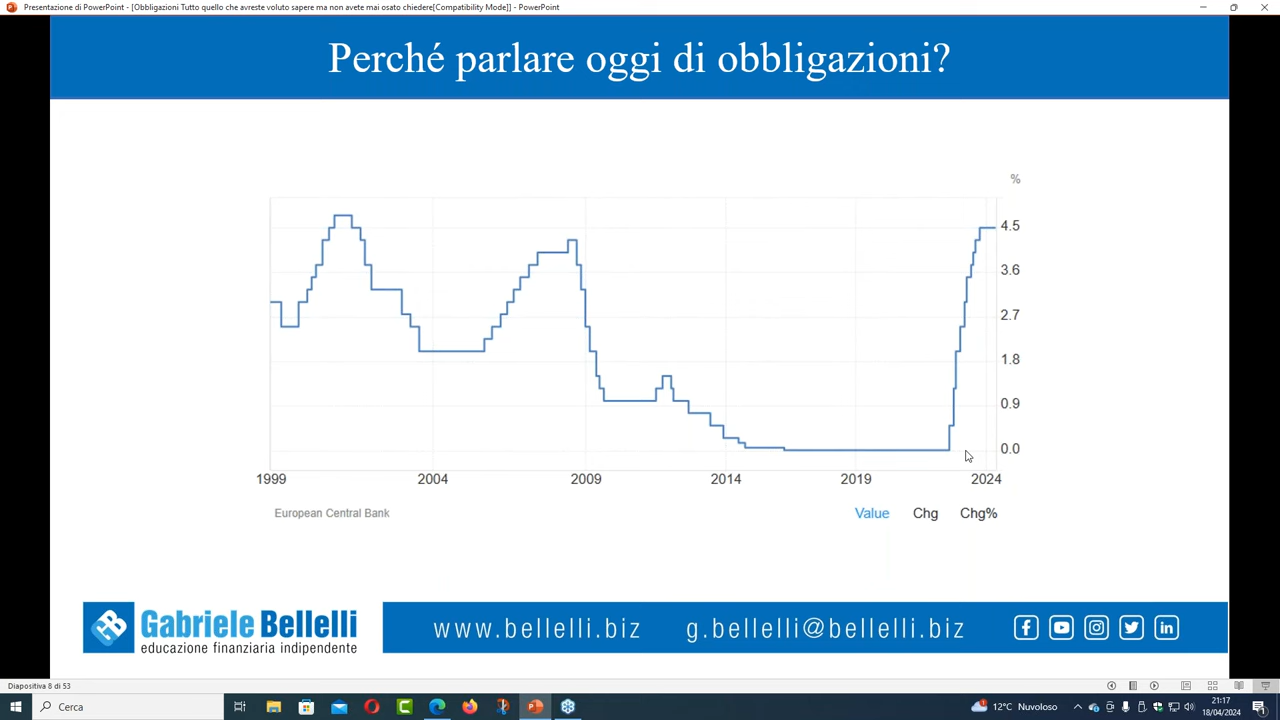 Presentazione di PowerPoint - [Obbligazioni Tutto quello che avreste voluto sapere ma non avete mai osato chiedere[Compatibility Mode]] - PowerPoint
Perché parlare oggi di obbligazioni?
%
4.5
3.6
2.7
1.8
0.9
0.0
1999 2004 2009 2014 2019 2024
European Central Bank
Value Chg Chg%
Gabriele Bellelli
educazione finanziaria indipendente
www.bellelli.biz g.bellelli@bellelli.biz
Diapositiva 8 di 53
Cerca
12°C Nuvoloso
21:17
18/04/2024